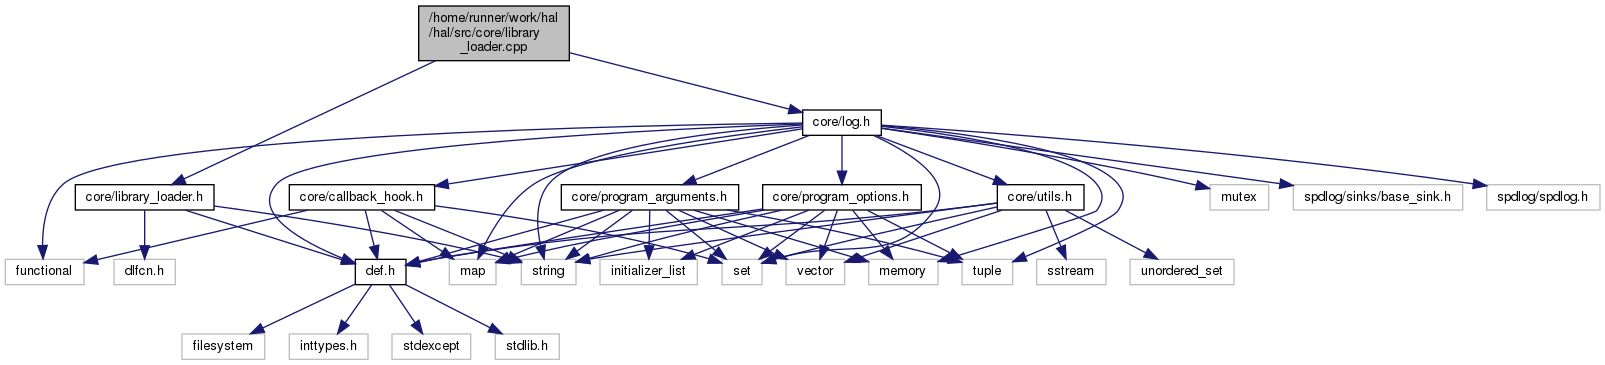 /home/runner/work/hal
/hal/src/core/library
_loader.cpp
core/log.h
core/library_loader.h
core/callback_hook.h
core/program_arguments.h
core/program_options.h
core/utils.h
mutex
spdlog/sinks/base_sink.h
spdlog/spdlog.h
functional
dlfcn.h
def.h
map
string
initializer_list
set
vector
memory
tuple
sstream
unordered_set
filesystem
inttypes.h
stdexcept
stdlib.h